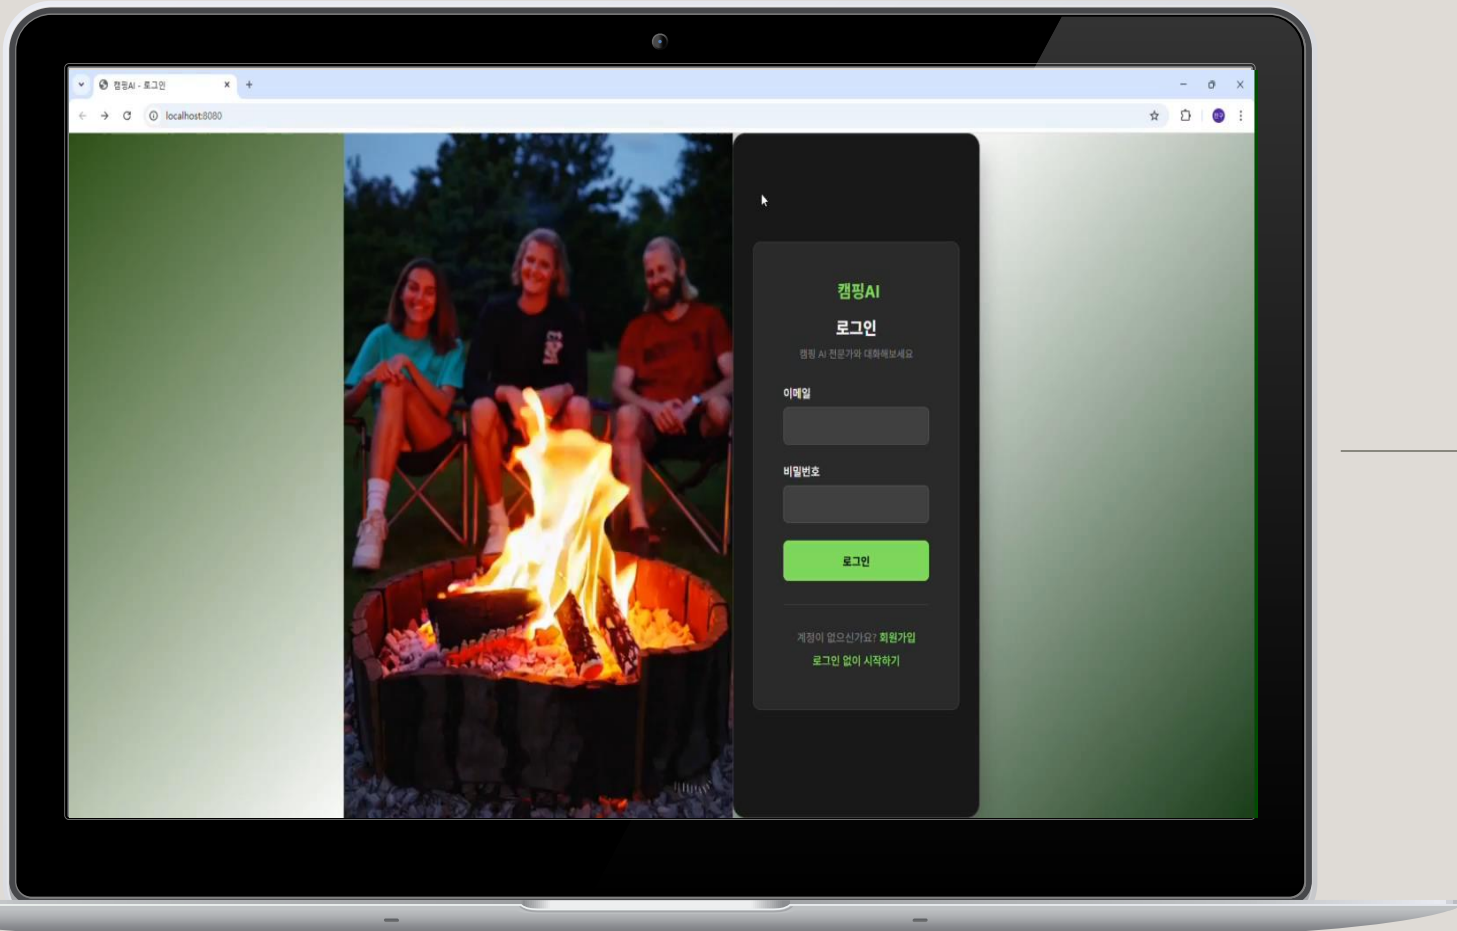 캠핑AI - 로그인
localhost:8080
캠핑AI
로그인
캠핑 AI 전문가와 대화해보세요
이메일
비밀번호
로그인
계정이 없으신가요? 회원가입
로그인 없이 시작하기